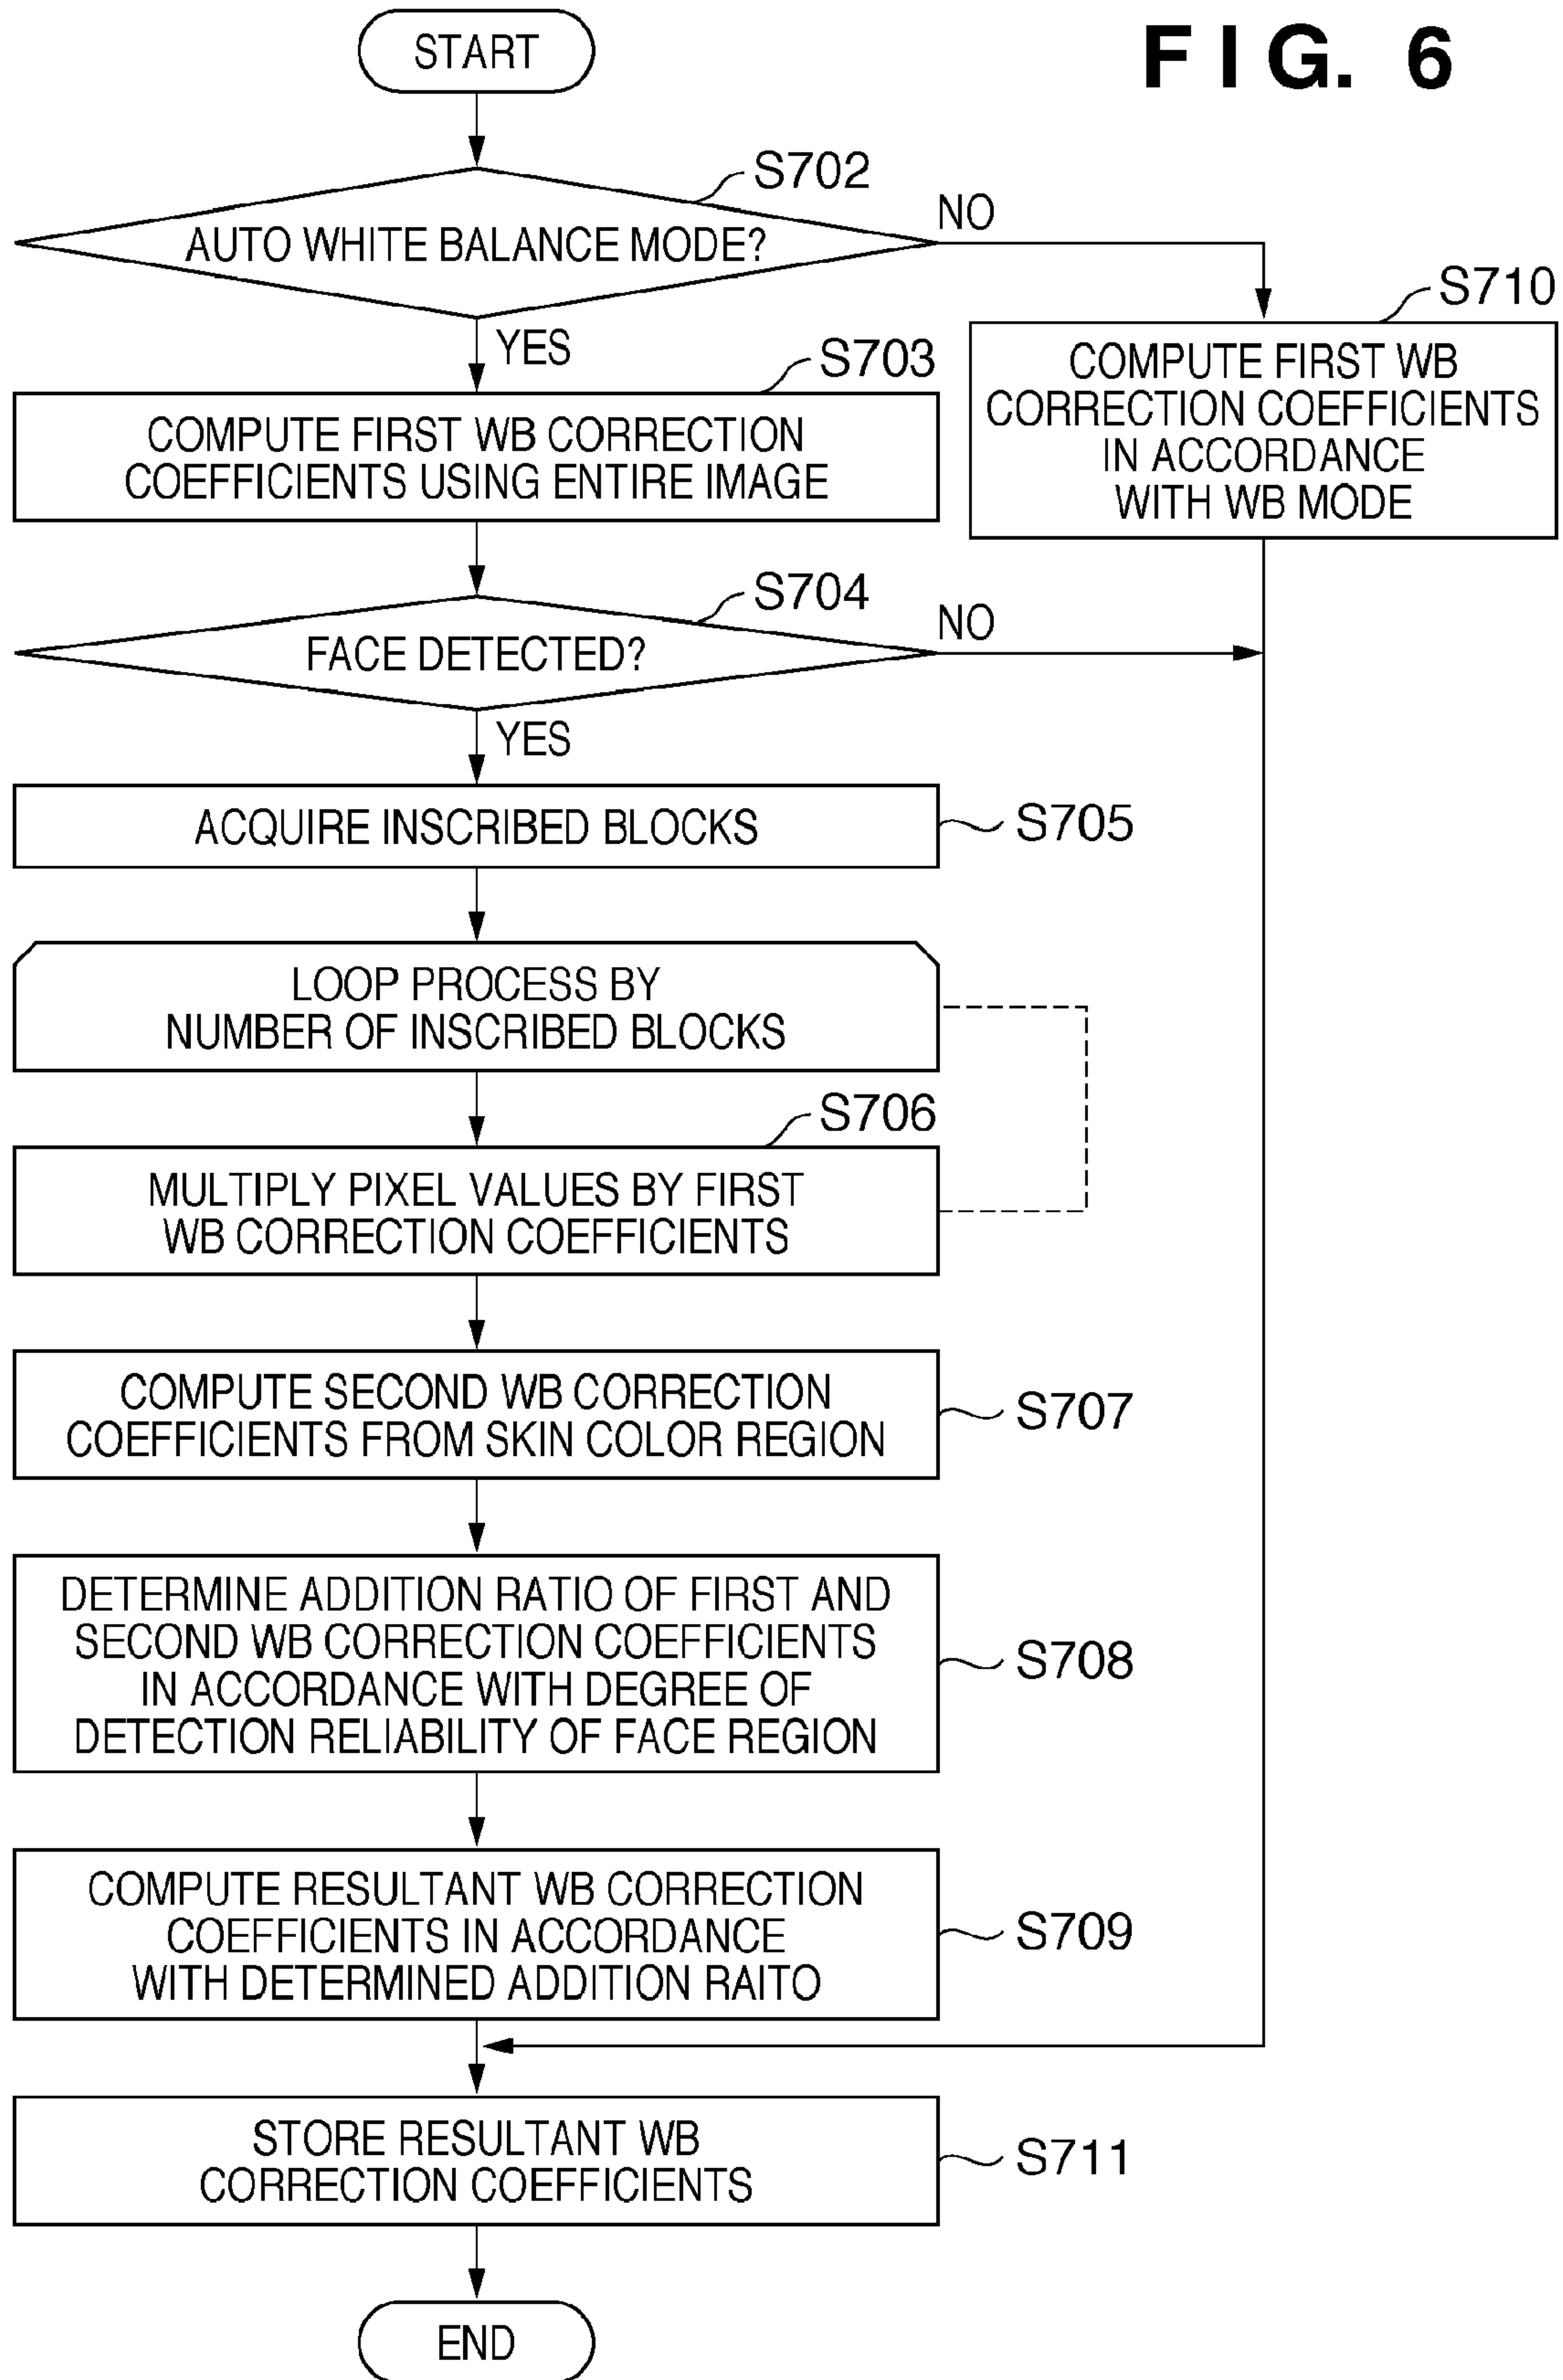 FIG. 6
START
S702
AUTO WHITE BALANCE MODE?
NO
YES
S710
COMPUTE FIRST WB
CORRECTION COEFFICIENTS
IN ACCORDANCE
WITH WB MODE
S703
COMPUTE FIRST WB CORRECTION
COEFFICIENTS USING ENTIRE IMAGE
S704
FACE DETECTED?
NO
YES
ACQUIRE INSCRIBED BLOCKS
S705
LOOP PROCESS BY
NUMBER OF INSCRIBED BLOCKS
S706
MULTIPLY PIXEL VALUES BY FIRST
WB CORRECTION COEFFICIENTS
COMPUTE SECOND WB CORRECTION
COEFFICIENTS FROM SKIN COLOR REGION
S707
DETERMINE ADDITION RATIO OF FIRST AND
SECOND WB CORRECTION COEFFICIENTS
IN ACCORDANCE WITH DEGREE OF
DETECTION RELIABILITY OF FACE REGION
S708
COMPUTE RESULTANT WB CORRECTION
COEFFICIENTS IN ACCORDANCE
WITH DETERMINED ADDITION RAITO
S709
STORE RESULTANT WB
CORRECTION COEFFICIENTS
S711
END